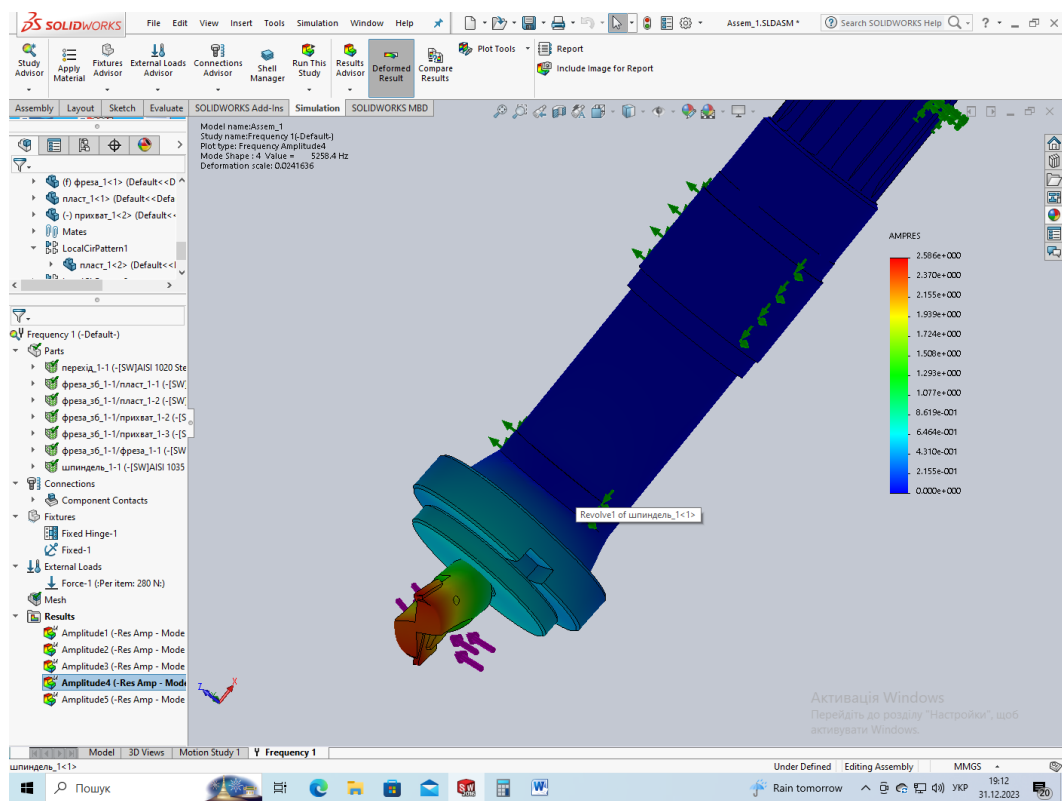 SOLIDWORKS
File Edit View Insert Tools Simulation Window Help
Assem_1.SLDASM *
Search SOLIDWORKS Help
Study Advisor
Apply Material
Fixtures Advisor
External Loads Advisor
Connections Advisor
Shell Manager
Run This Study
Results Advisor
Deformed Result
Compare Results
Plot Tools
Report
Include Image for Report
Assembly Layout Sketch Evaluate SOLIDWORKS Add-Ins Simulation SOLIDWORKS MBD
Model name:Assem_1
Study name:Frequency 1(-Default-)
Plot type: Frequency Amplitude4
Mode Shape : 4 Value = 5258.4 Hz
Deformation scale: 0.0241636
(f) фреза_1<1> (Default<<D
пласт_1<1> (Default<<Defa
(-) прихват_1<2> (Default<<
Mates
LocalCirPattern1
пласт_1<2> (Default<<I
Frequency 1 (-Default-)
Parts
перехід_1-1 (-[SW]AISI 1020 Ste
фреза_зб_1-1/пласт_1-1 (-[SW]
фреза_зб_1-1/пласт_1-2 (-[SW]
фреза_зб_1-1/прихват_1-2 (-[S
фреза_зб_1-1/прихват_1-3 (-[S
фреза_зб_1-1/фреза_1-1 (-[SW
шпиндель_1-1 (-[SW]AISI 1035
Connections
Component Contacts
Fixtures
Fixed Hinge-1
Fixed-1
External Loads
Force-1 (:Per item: 280 N:)
Mesh
Results
Amplitude1 (-Res Amp - Mode
Amplitude2 (-Res Amp - Mode
Amplitude3 (-Res Amp - Mode
Amplitude4 (-Res Amp - Mode
Amplitude5 (-Res Amp - Mode
AMPRES
2.586e+000
2.370e+000
2.155e+000
1.939e+000
1.724e+000
1.508e+000
1.293e+000
1.077e+000
8.619e-001
6.464e-001
4.310e-001
2.155e-001
0.000e+000
Revolve1 of шпиндель_1<1>
Z
X
Активація Windows
Перейдіть до розділу "Настройки", щоб
активувати Windows.
Model 3D Views Motion Study 1 Frequency 1
шпиндель_1<1>
Under Defined Editing Assembly MMGS
Пошук
Rain tomorrow
УКР
19:12
31.12.2023
20